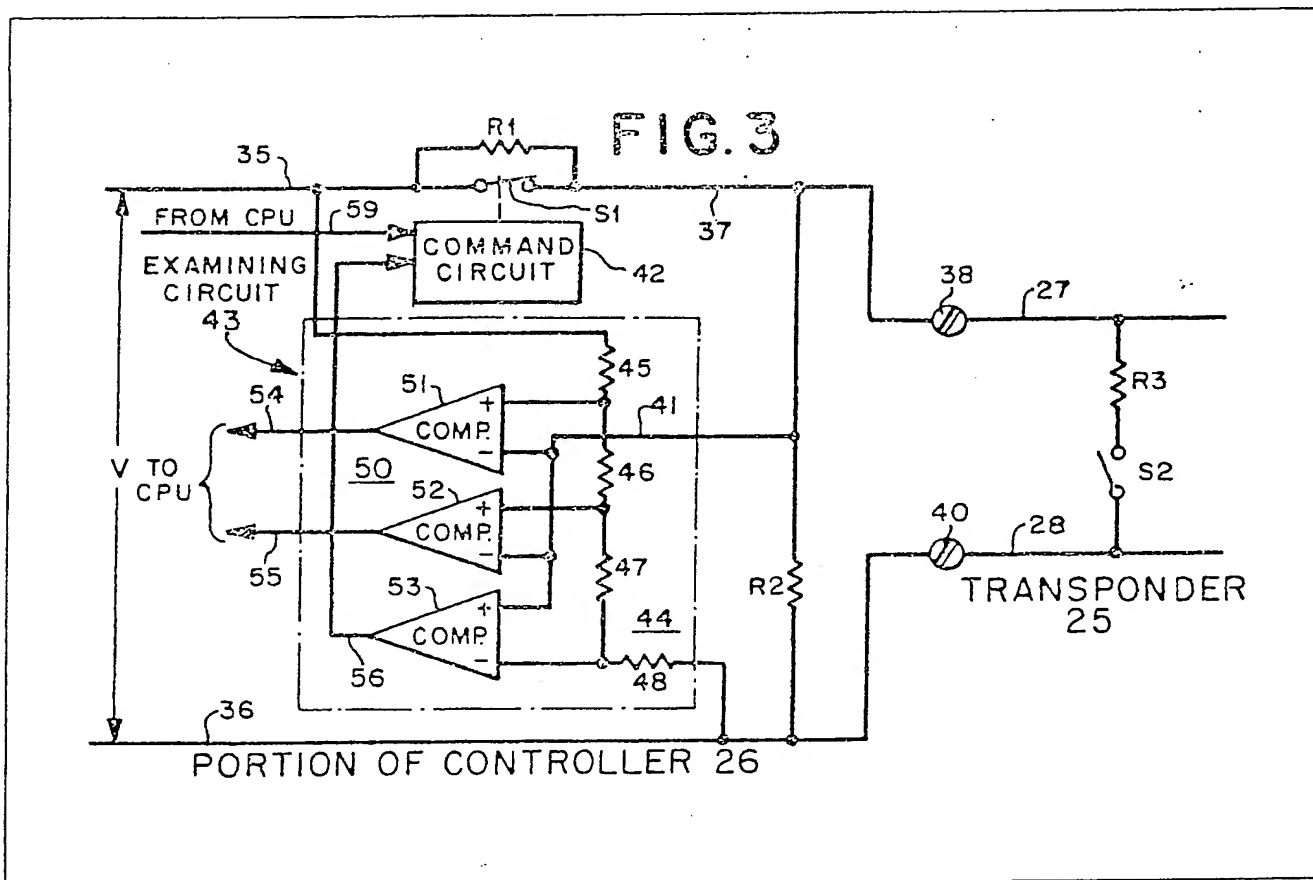 FIG. 3
R1
35
S1
37
FROM CPU
59
COMMAND
CIRCUIT
42
EXAMINING
CIRCUIT
43
38
27
45
51
+
COMP.
-
41
54
R3
V
TO
CPU
50
46
S2
52
+
COMP.
-
40
28
55
47
R2
53
+
COMP.
-
44
TRANSPONDER
25
56
48
36
PORTION OF CONTROLLER 26